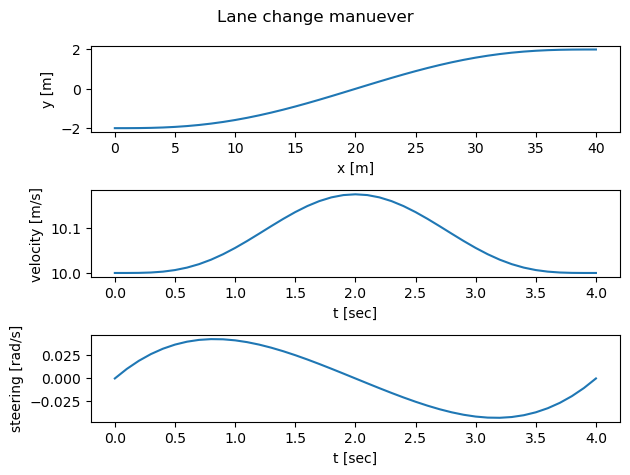 Lane change manuever
y [m]
2
0
−2
0 5 10 15 20 25 30 35 40
x [m]
velocity [m/s]
10.1
10.0
0.0 0.5 1.0 1.5 2.0 2.5 3.0 3.5 4.0
t [sec]
steering [rad/s]
0.025
0.000
−0.025
0.0 0.5 1.0 1.5 2.0 2.5 3.0 3.5 4.0
t [sec]